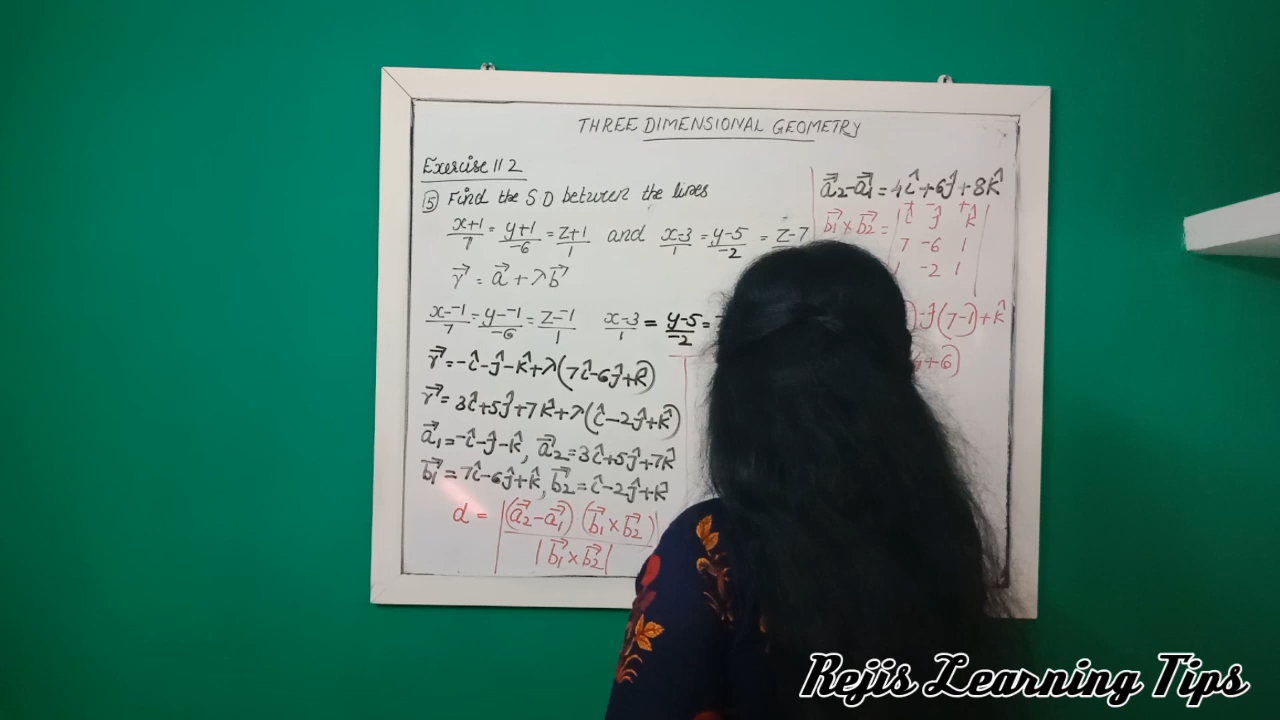 THREE DIMENSIONAL GEOMETRY
Exercise 11 2
5 Find the S D between the lines
x+1/7 = y+1/-6 = z+1/1 and x-3/1 = y-5/-2 = z-7
r⃗ = a⃗ + λb⃗
x--1/7 = y--1/-6 = z--1/1 x-3/1 = y-5/-2 =
r⃗ = -î-ĵ-k̂+λ(7î-6ĵ+k̂)
r⃗ = 3î+5ĵ+7k̂+λ(î-2ĵ+k̂)
a⃗1=-î-ĵ-k̂, a⃗2=3î+5ĵ+7k̂
b⃗1=7î-6ĵ+k̂, b⃗2=î-2ĵ+k̂
d = |(a⃗2-a⃗1) (b⃗1×b⃗2)/|b⃗1×b⃗2|
a⃗2-a⃗1 = 4î+6ĵ+8k̂
+ - +
b⃗1×b⃗2 = | î ĵ k̂ |
7 -6 1
1 -2 1
)-ĵ(7-1)+k̂
+6)
Rejis Learning Tips